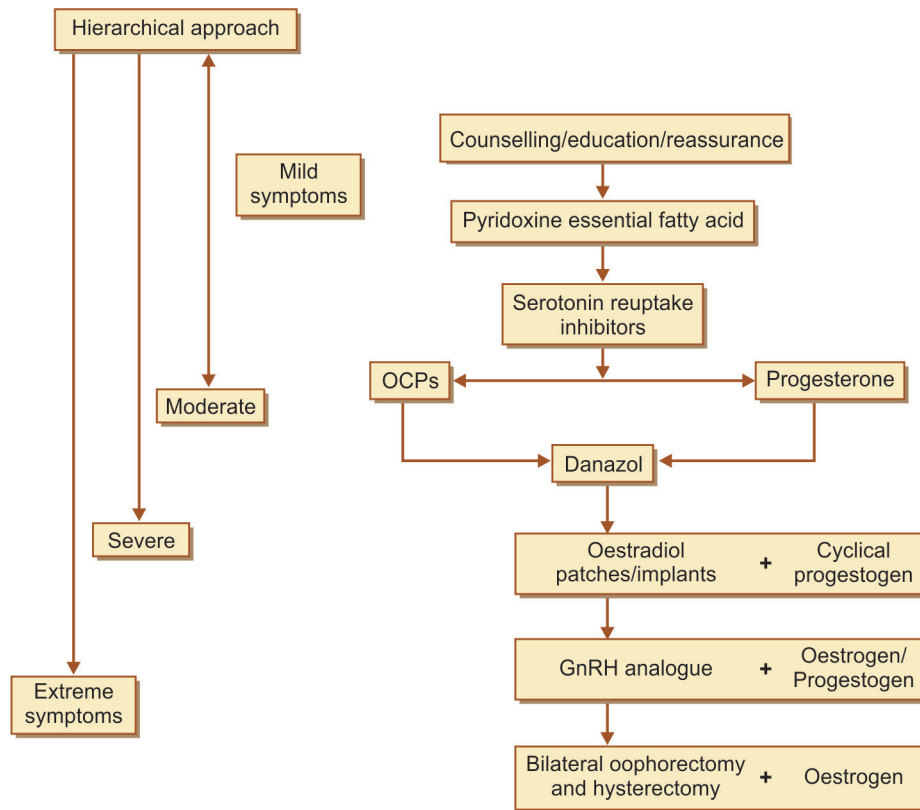 Hierarchical approach
Mild
symptoms
Moderate
Severe
Extreme
symptoms
Counselling/education/reassurance
Pyridoxine essential fatty acid
Serotonin reuptake
inhibitors
OCPs
Progesterone
Danazol
Oestradiol
patches/implants
+
Cyclical
progestogen
GnRH analogue
+
Oestrogen/
Progestogen
Bilateral oophorectomy
and hysterectomy
+
Oestrogen